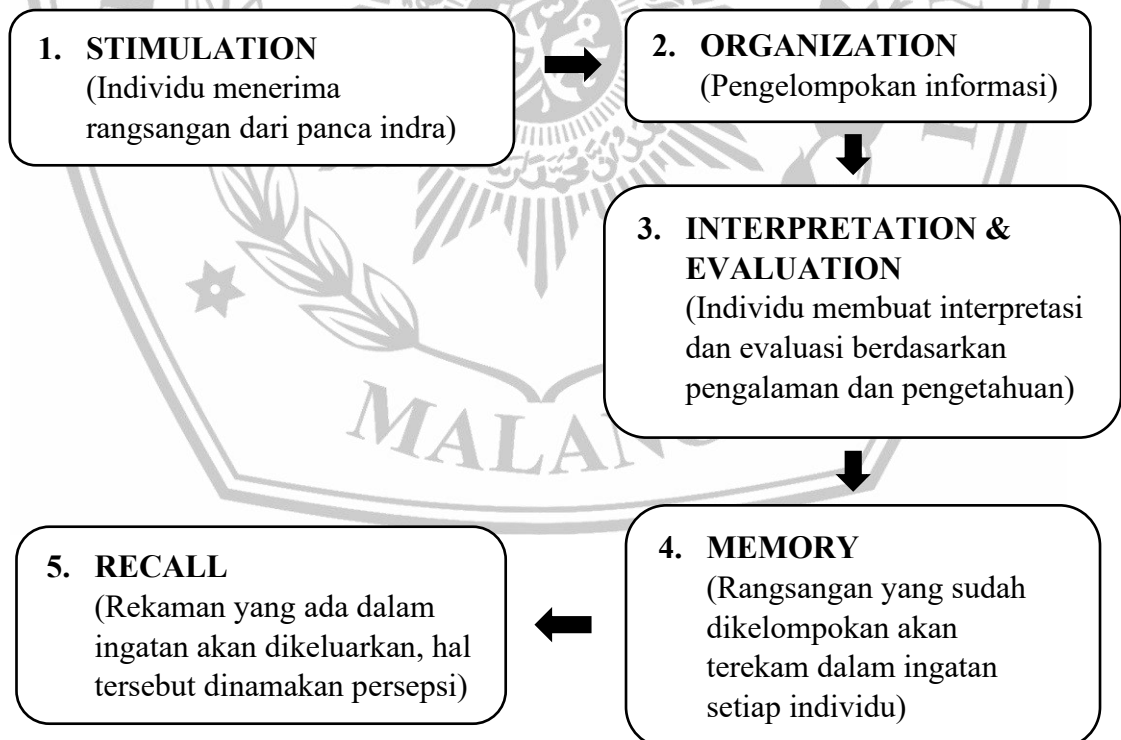 1. STIMULATION
(Individu menerima
rangsangan dari panca indra)
2. ORGANIZATION
(Pengelompokan informasi)
3. INTERPRETATION &
EVALUATION
(Individu membuat interpretasi
dan evaluasi berdasarkan
pengalaman dan pengetahuan)
4. MEMORY
(Rangsangan yang sudah
dikelompokan akan
terekam dalam ingatan
setiap individu)
5. RECALL
(Rekaman yang ada dalam
ingatan akan dikeluarkan, hal
tersebut dinamakan persepsi)
MALAN